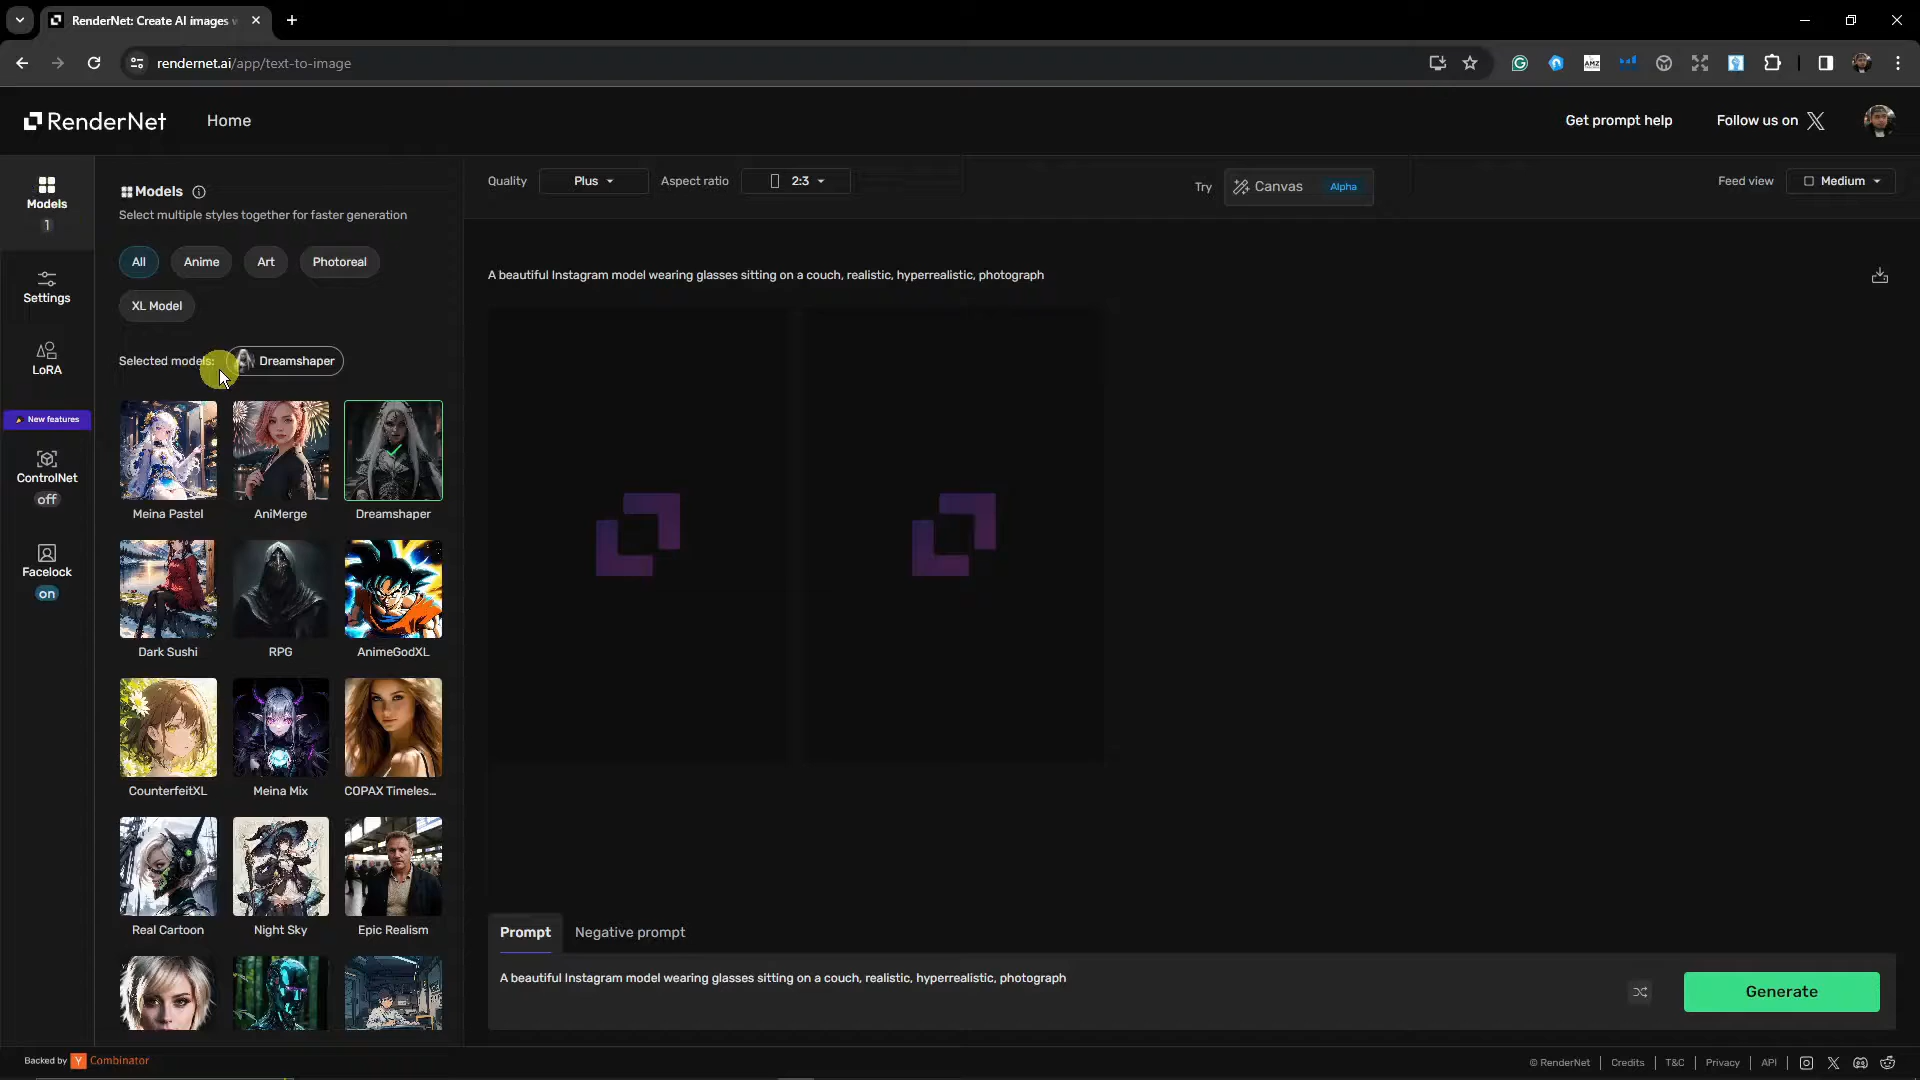 RenderNet: Create AI images w
rendernet.ai/app/text-to-image
AMZ
RenderNet
Home
Get prompt help
Follow us on X
Models
1
Settings
LoRA
New features
ControlNet
off
Facelock
on
Models
Select multiple styles together for faster generation
All
Anime
Art
Photoreal
XL Model
Selected models:
Dreamshaper
Meina Pastel
AniMerge
Dreamshaper
Dark Sushi
RPG
AnimeGodXL
CounterfeitXL
Meina Mix
COPAX Timeles...
Real Cartoon
Night Sky
Epic Realism
Quality
Plus
Aspect ratio
2:3
Try
Canvas
Alpha
Feed view
Medium
A beautiful Instagram model wearing glasses sitting on a couch, realistic, hyperrealistic, photograph
Prompt
Negative prompt
A beautiful Instagram model wearing glasses sitting on a couch, realistic, hyperrealistic, photograph
Generate
Backed by Y Combinator
© RenderNet
Credits
T&C
Privacy
API